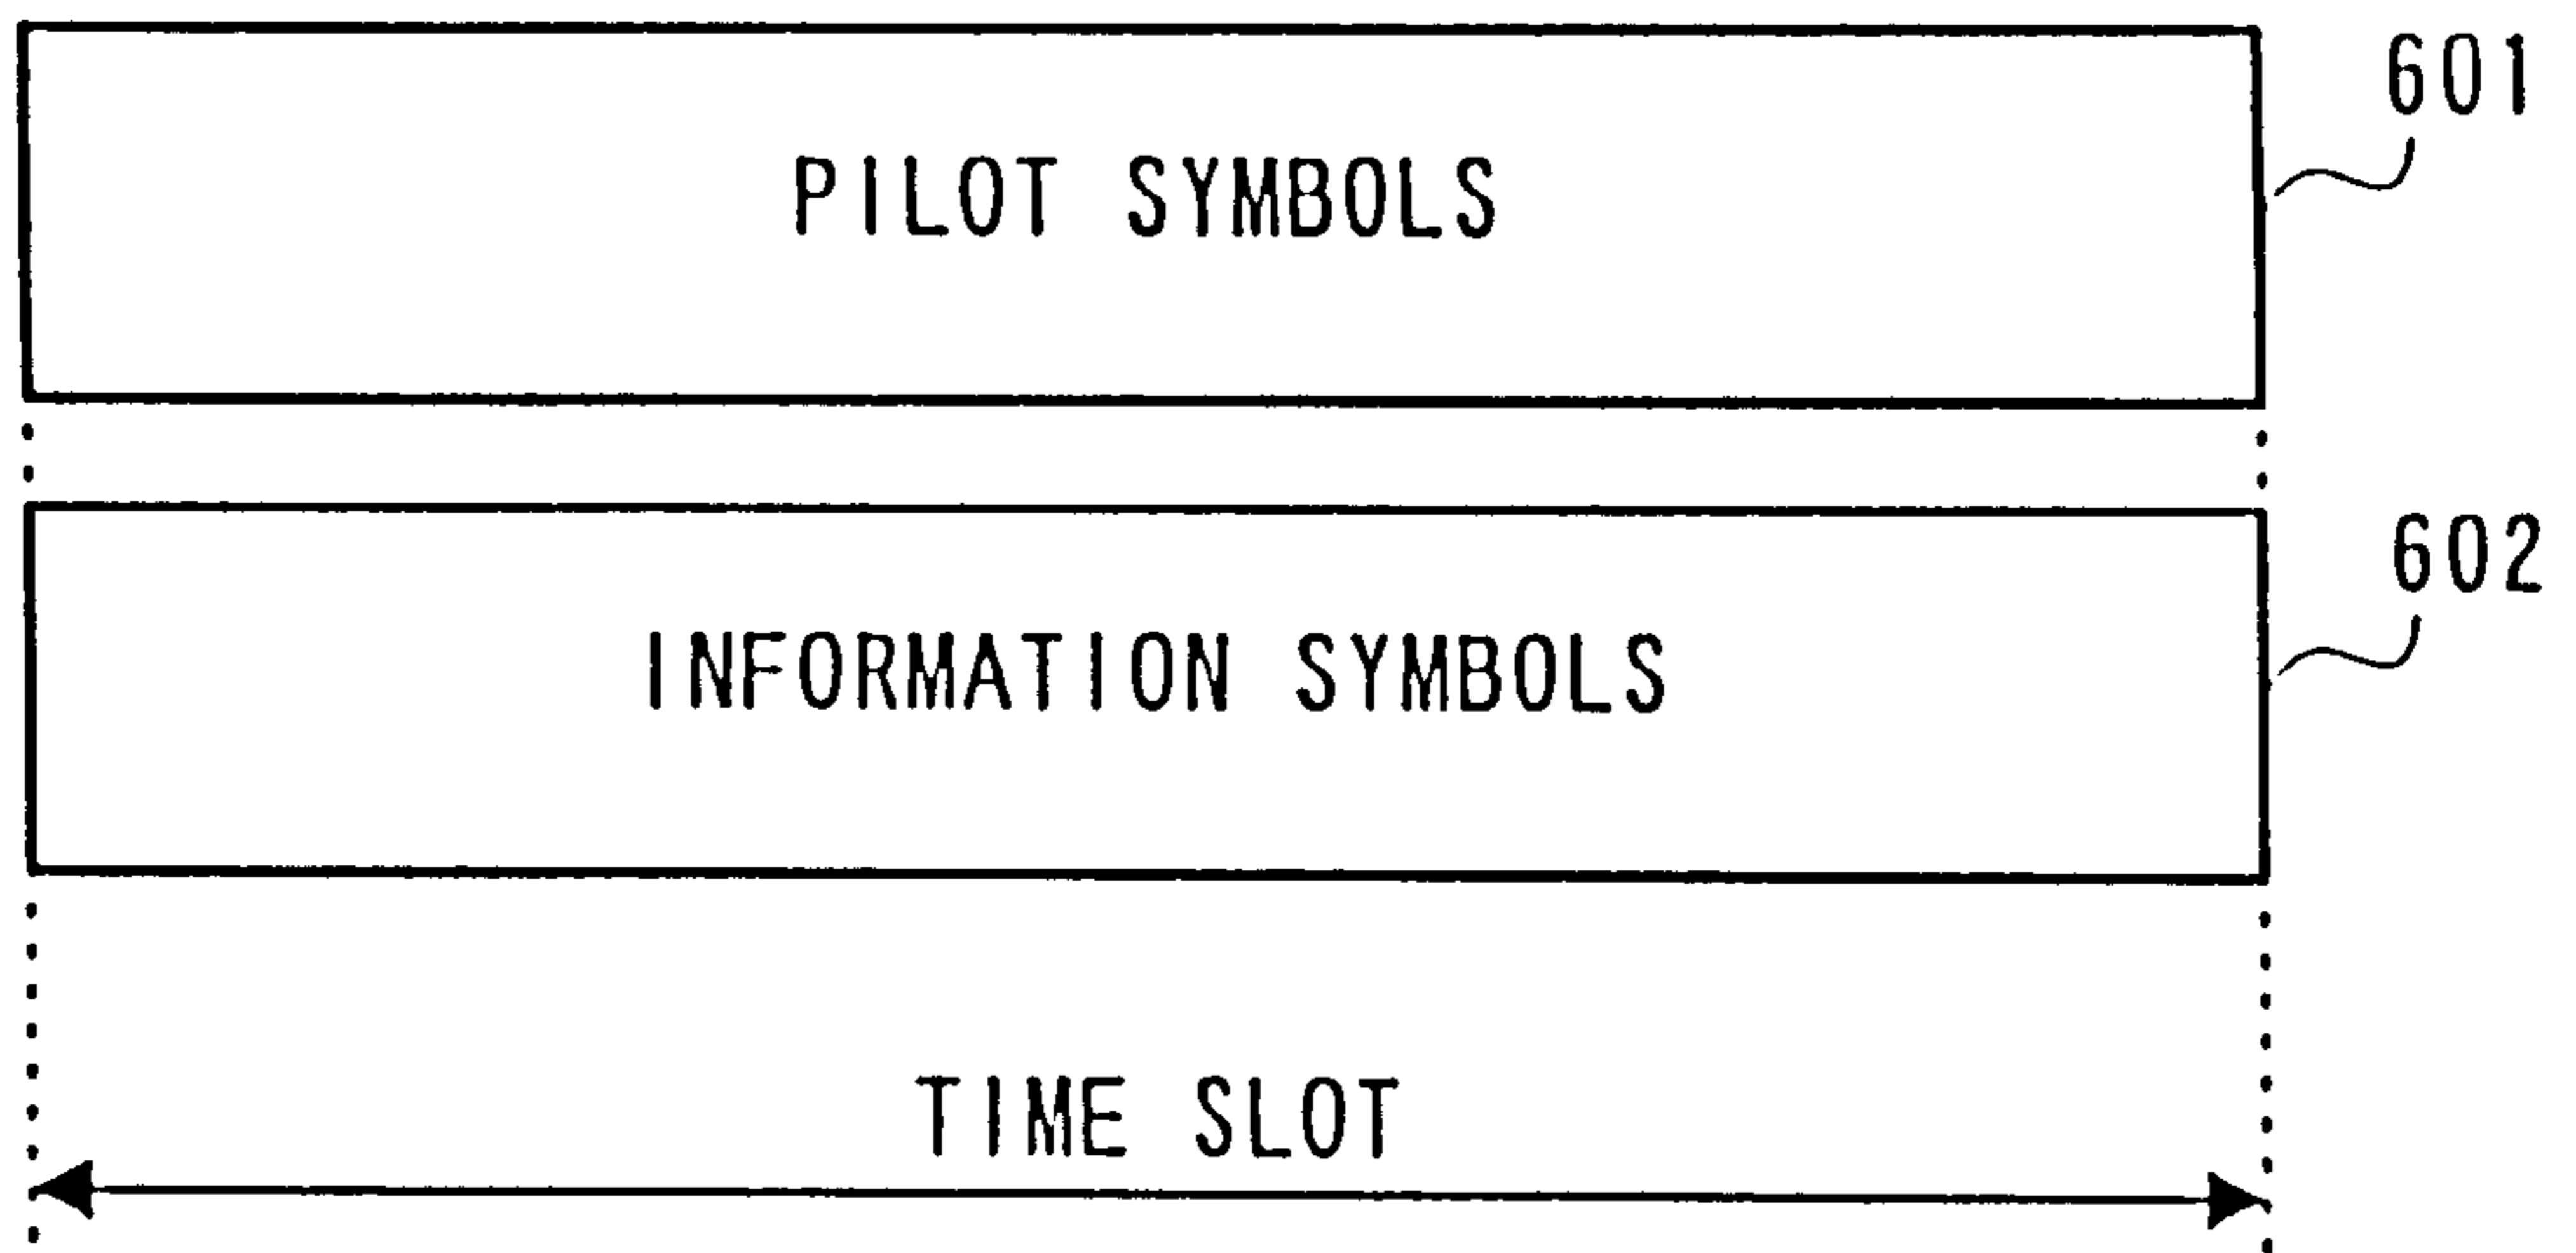 601
PILOT SYMBOLS
602
INFORMATION SYMBOLS
TIME SLOT